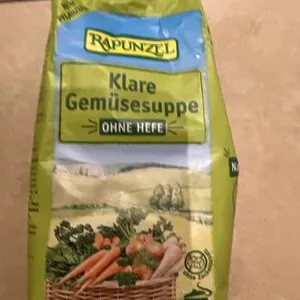 RAPUNZEL
Klare
Gemüsesuppe
OHNE HEFE